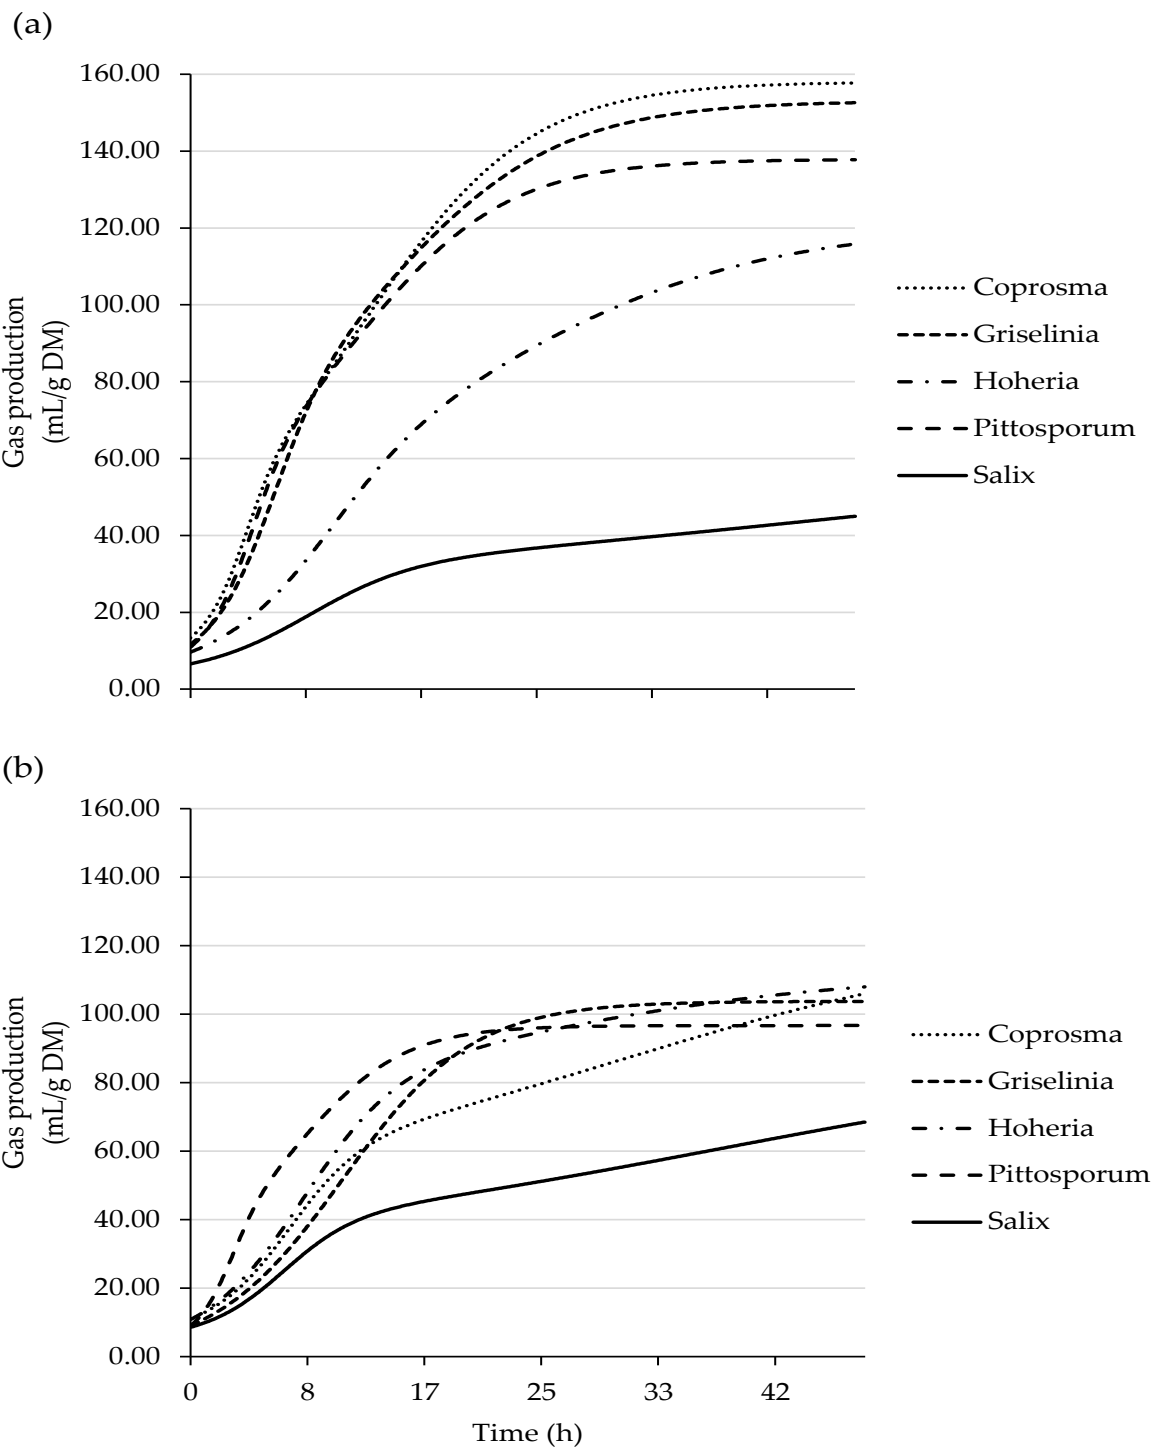 (a)
160.00
140.00
120.00
100.00
80.00
60.00
40.00
20.00
0.00
Gas production
(mL/g DM)
Coprosma
Griselinia
Hoheria
Pittosporum
Salix
(b)
160.00
140.00
120.00
100.00
80.00
60.00
40.00
20.00
0.00
Gas production
(mL/g DM)
Coprosma
Griselinia
Hoheria
Pittosporum
Salix
0 8 17 25 33 42
Time (h)